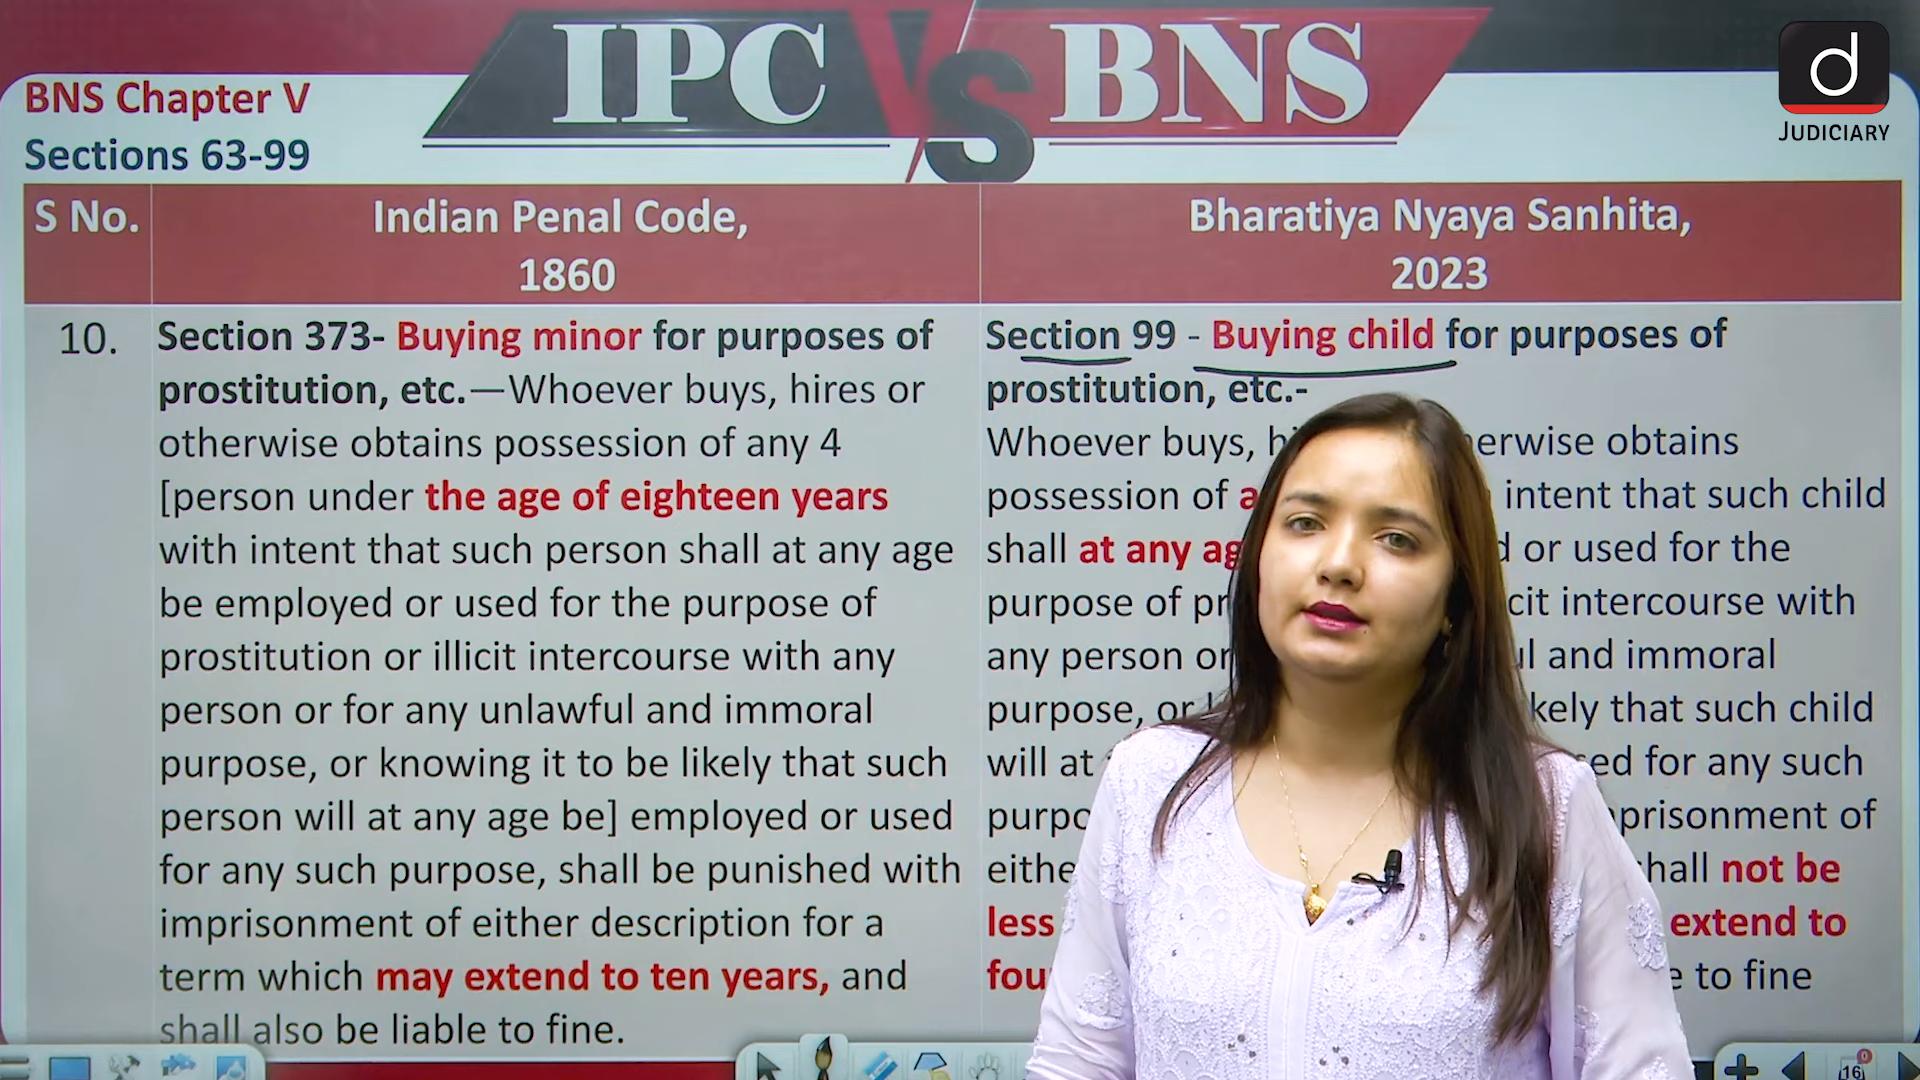 IPC VS BNS
BNS Chapter V
Sections 63-99
d
JUDICIARY
S No.
Indian Penal Code,
1860
Bharatiya Nyaya Sanhita,
2023
10.
Section 373- Buying minor for purposes of
prostitution, etc.—Whoever buys, hires or
otherwise obtains possession of any 4
[person under the age of eighteen years
with intent that such person shall at any age
be employed or used for the purpose of
prostitution or illicit intercourse with any
person or for any unlawful and immoral
purpose, or knowing it to be likely that such
person will at any age be] employed or used
for any such purpose, shall be punished with
imprisonment of either description for a
term which may extend to ten years, and
shall also be liable to fine.
Section 99 - Buying child for purposes of
prostitution, etc.-
Whoever buys, obtains
possession of intent that such child
shall at any or used for the
purpose of intercourse with
any person or and immoral
purpose, or that such child
will at for any such
of
not be
less extend to
to fine
0
16